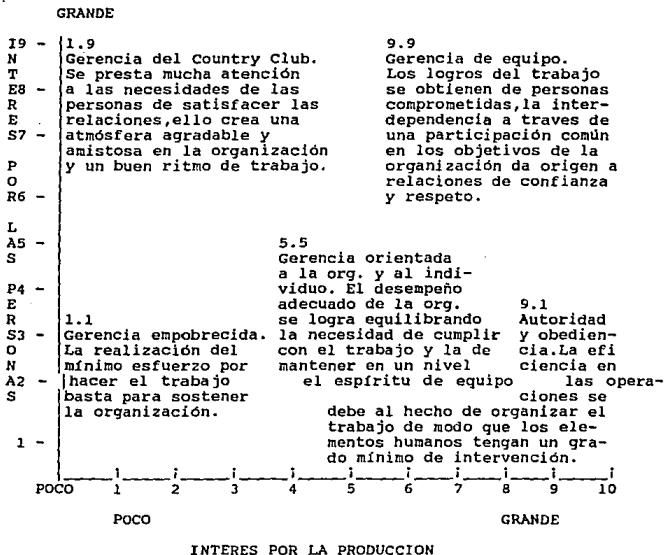 GRANDE
I9 - 1.9 9.9
N Gerencia del Country Club. Gerencia de equipo.
T Se presta mucha atención Los logros del trabajo
E8 - a las necesidades de las se obtienen de personas
R personas de satisfacer las comprometidas,la inter-
E relaciones,ello crea una dependencia a traves de
S7 - atmósfera agradable y una participación común
amistosa en la organización en los objetivos de la
P y un buen ritmo de trabajo. organización da origen a
O relaciones de confianza
R6 - y respeto.
L
A5 - 5.5
S Gerencia orientada
a la org. y al indi-
P4 - viduo. El desempeño
E adecuado de la org. 9.1
R 1.1 se logra equilibrando Autoridad
S3 - Gerencia empobrecida. la necesidad de cumplir y obedien-
O La realización del con el trabajo y la de cia.La efi
N mínimo esfuerzo por mantener en un nivel ciencia en
A2 - hacer el trabajo el espíritu de equipo las opera-
S basta para sostener ciones se
la organización. debe al hecho de organizar el
trabajo de modo que los ele-
1 - mentos humanos tengan un gra-
do mínimo de intervención.
POCO 1 2 3 4 5 6 7 8 9 10
POCO GRANDE
INTERES POR LA PRODUCCION